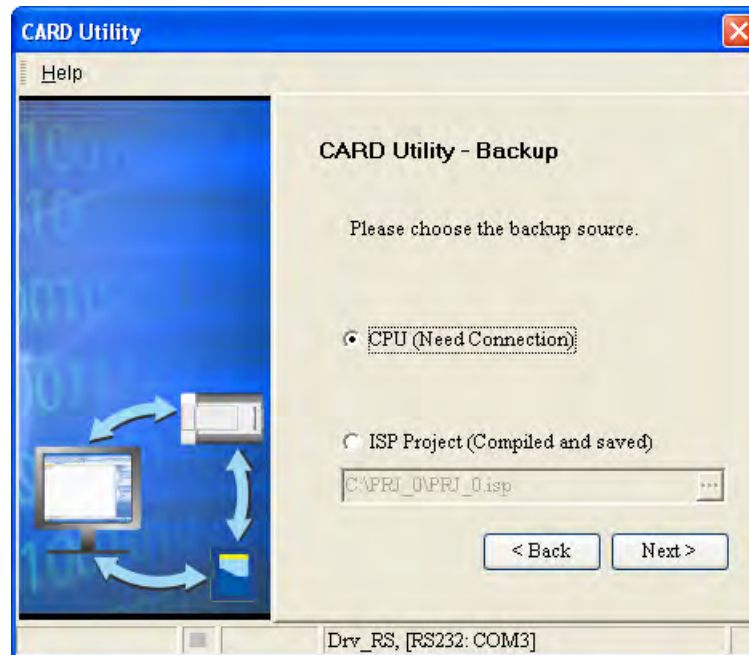 CARD Utility
Help
CARD Utility - Backup
Please choose the backup source.
CPU (Need Connection)
ISP Project (Compiled and saved)
C:\PRJ_0\PRJ_0.isp
...
< Back
Next >
Drv_RS, [RS232: COM3]